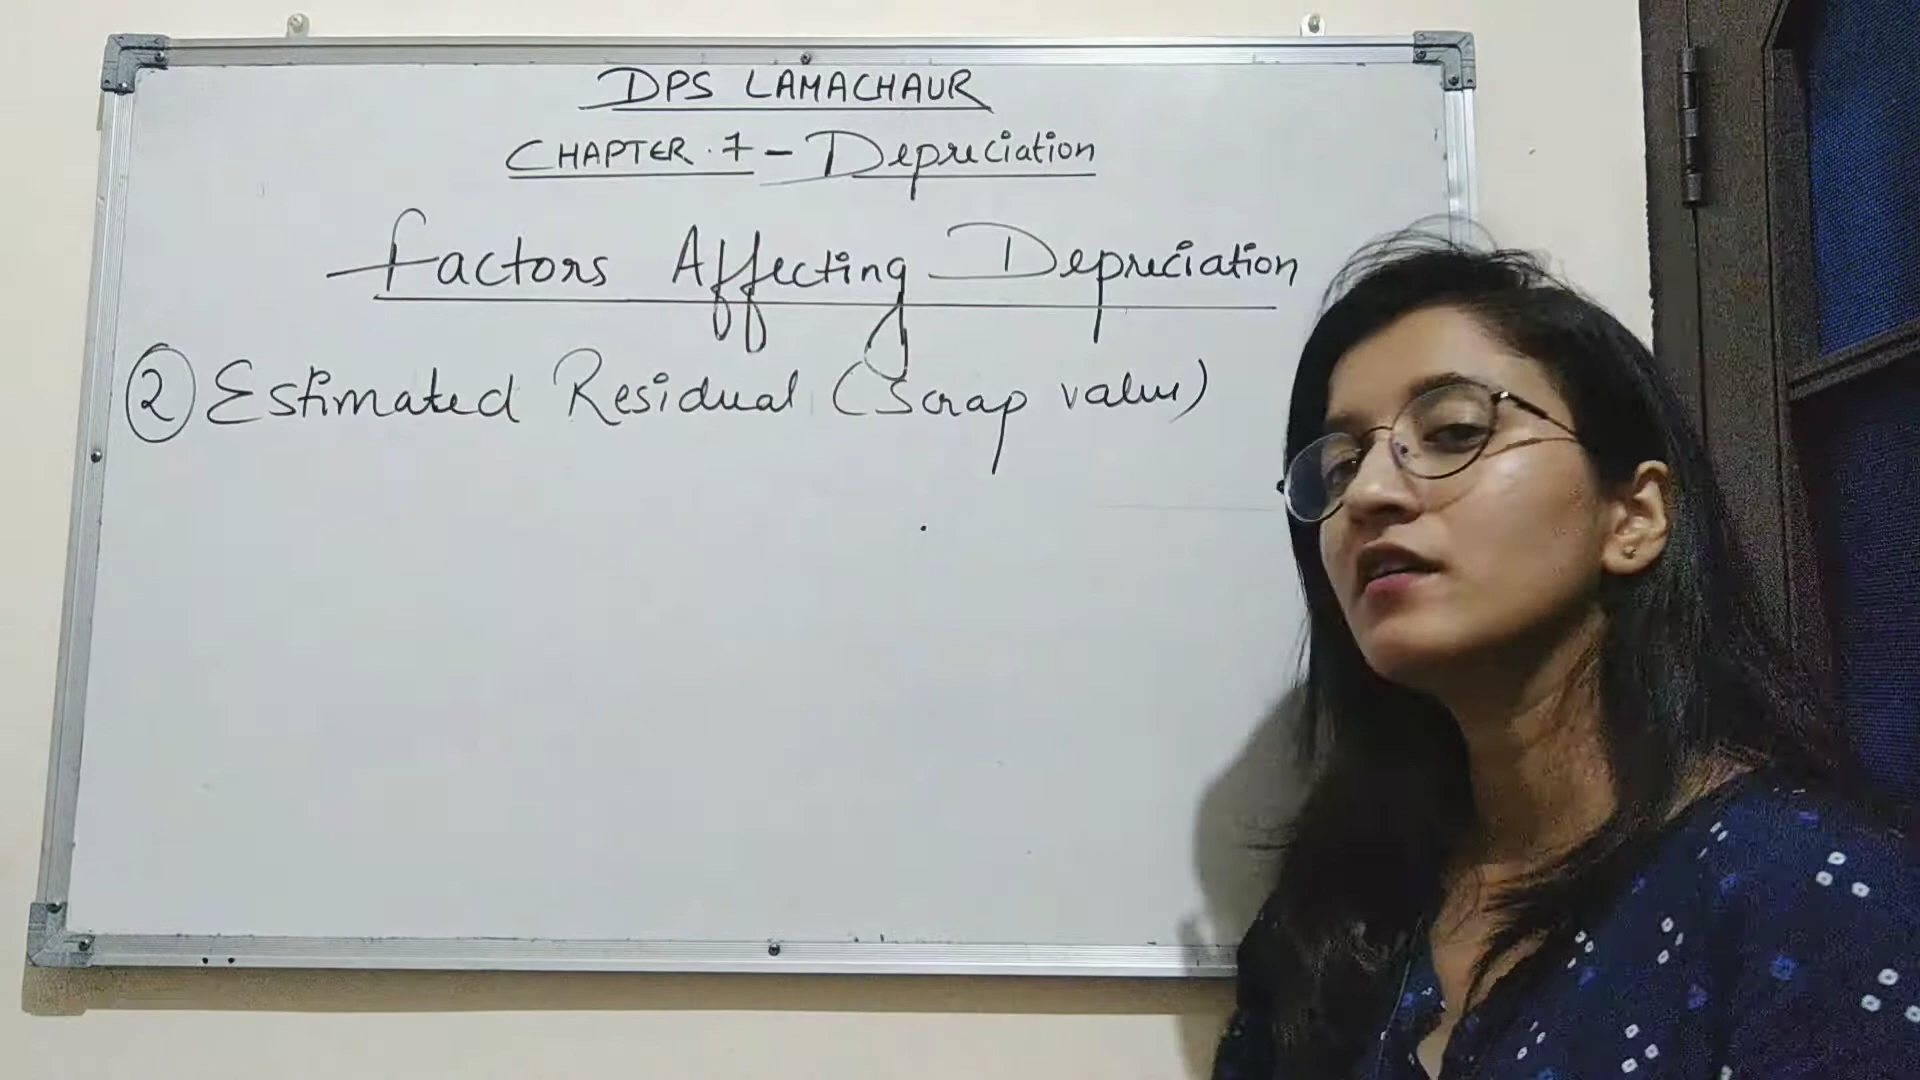 DPS LAMACHAUR
CHAPTER.7 - Depreciation
Factors Affecting Depreciation
② Estimated Residual (Scrap value)